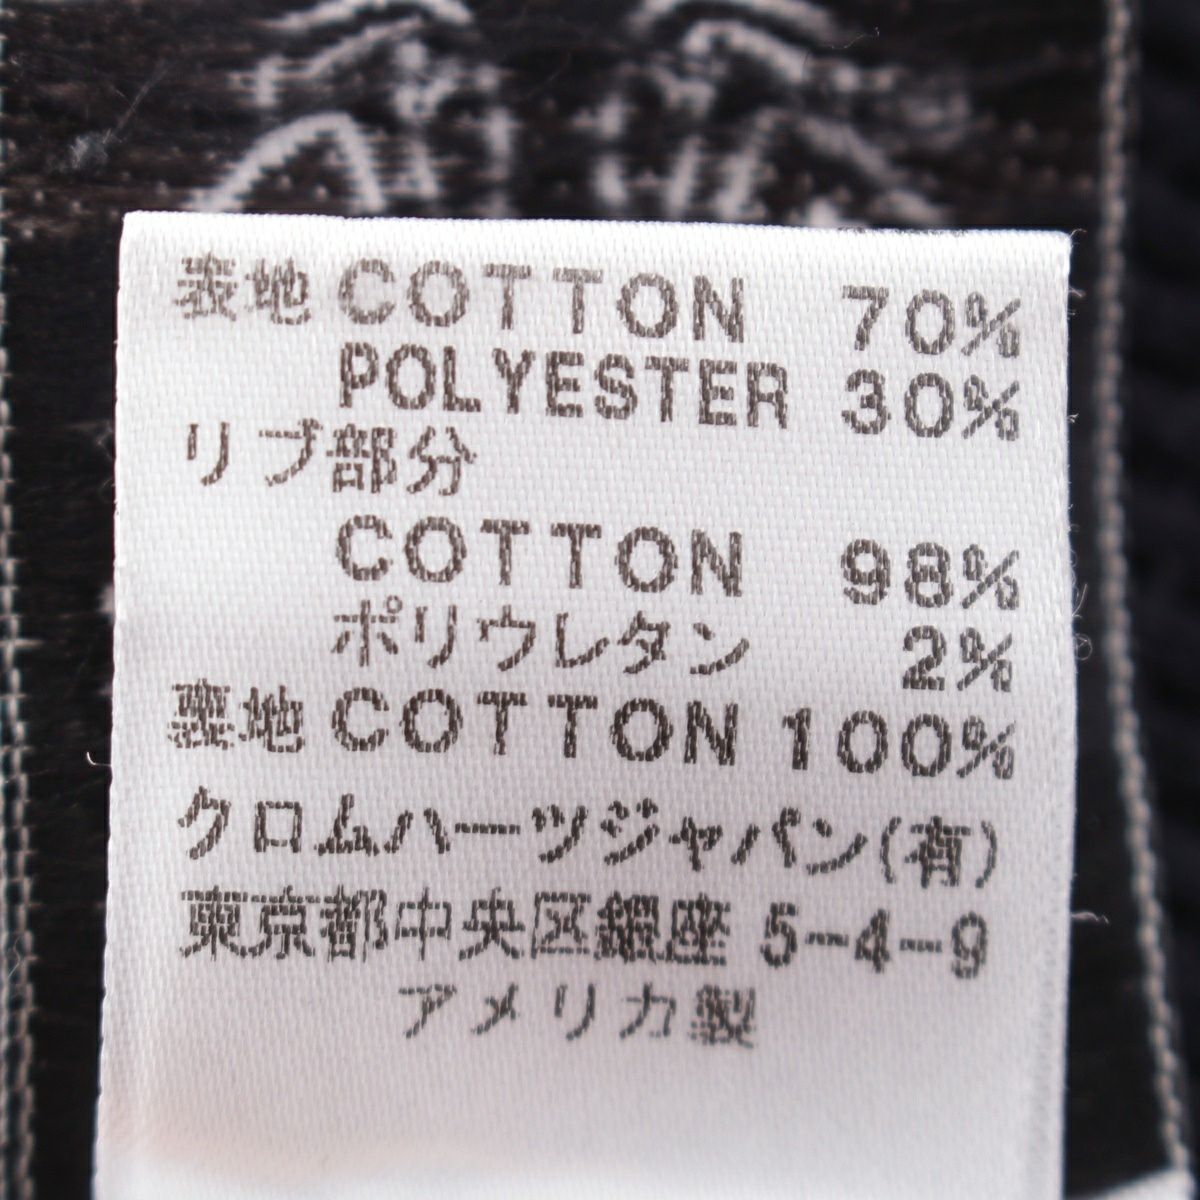 表地 COTTON 70%
POLYESTER 30%
リブ部分
COTTON 98%
ポリウレタン 2%
裏地 COTTON 100%
クロムハーツジャパン(有)
東京都中央区銀座 5-4-9
アメリカ製